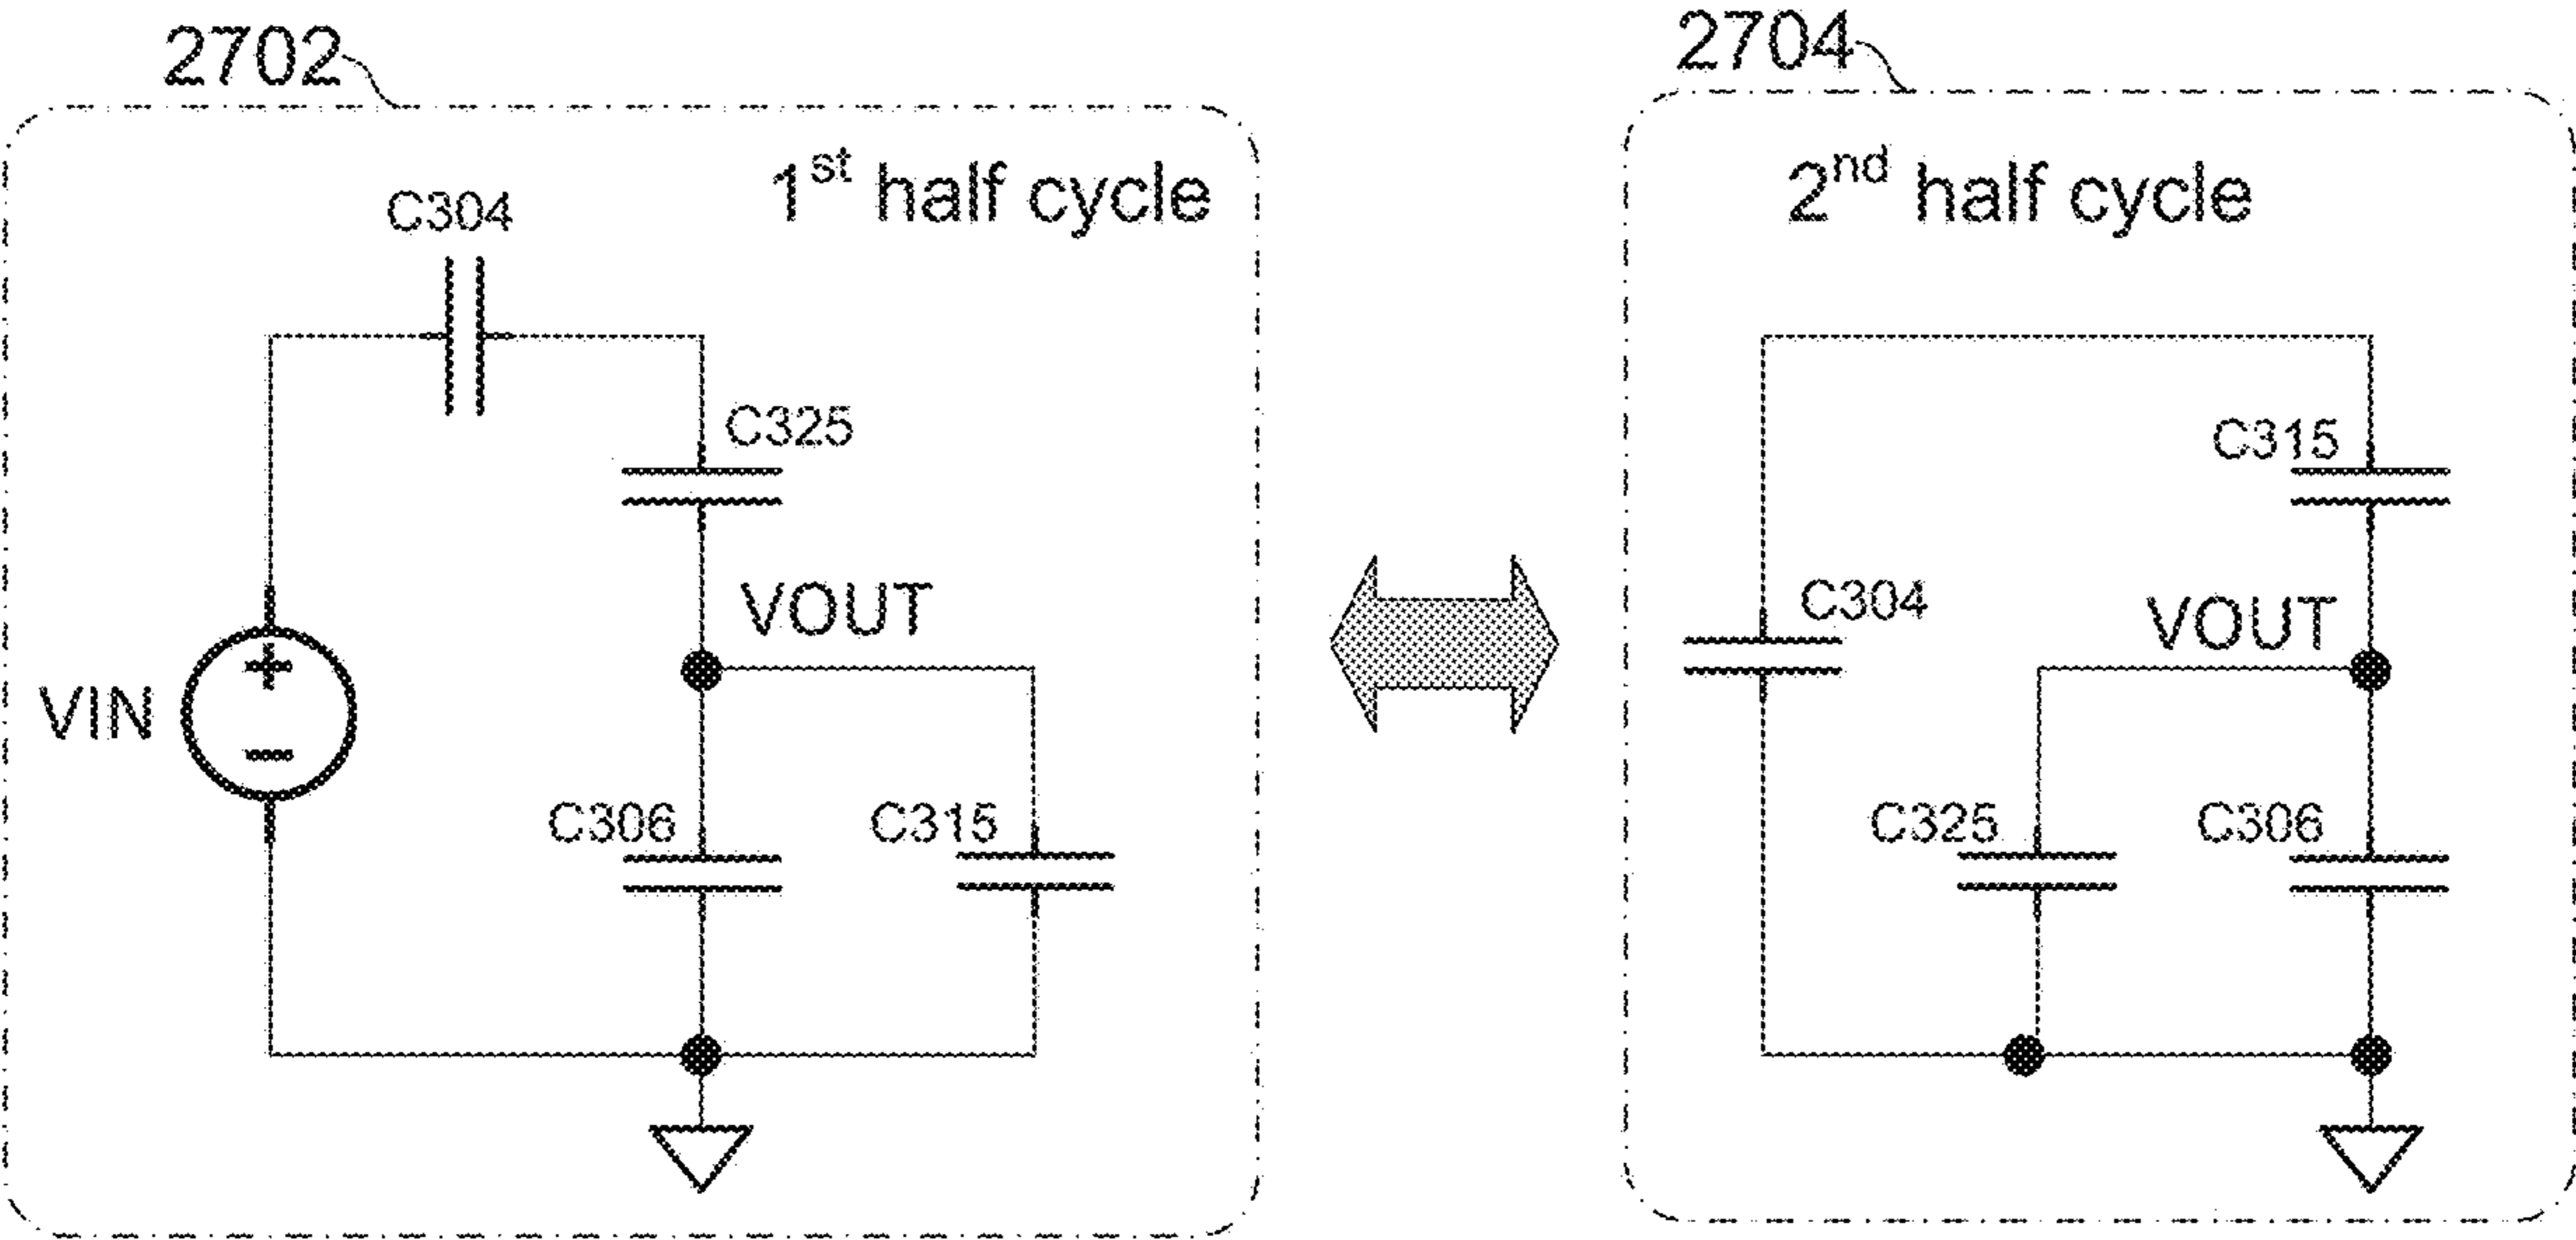 2702
1st half cycle
C304
C325
VOUT
+
VIN
−
C306
C315
2704
2nd half cycle
C315
C304
VOUT
C325
C306